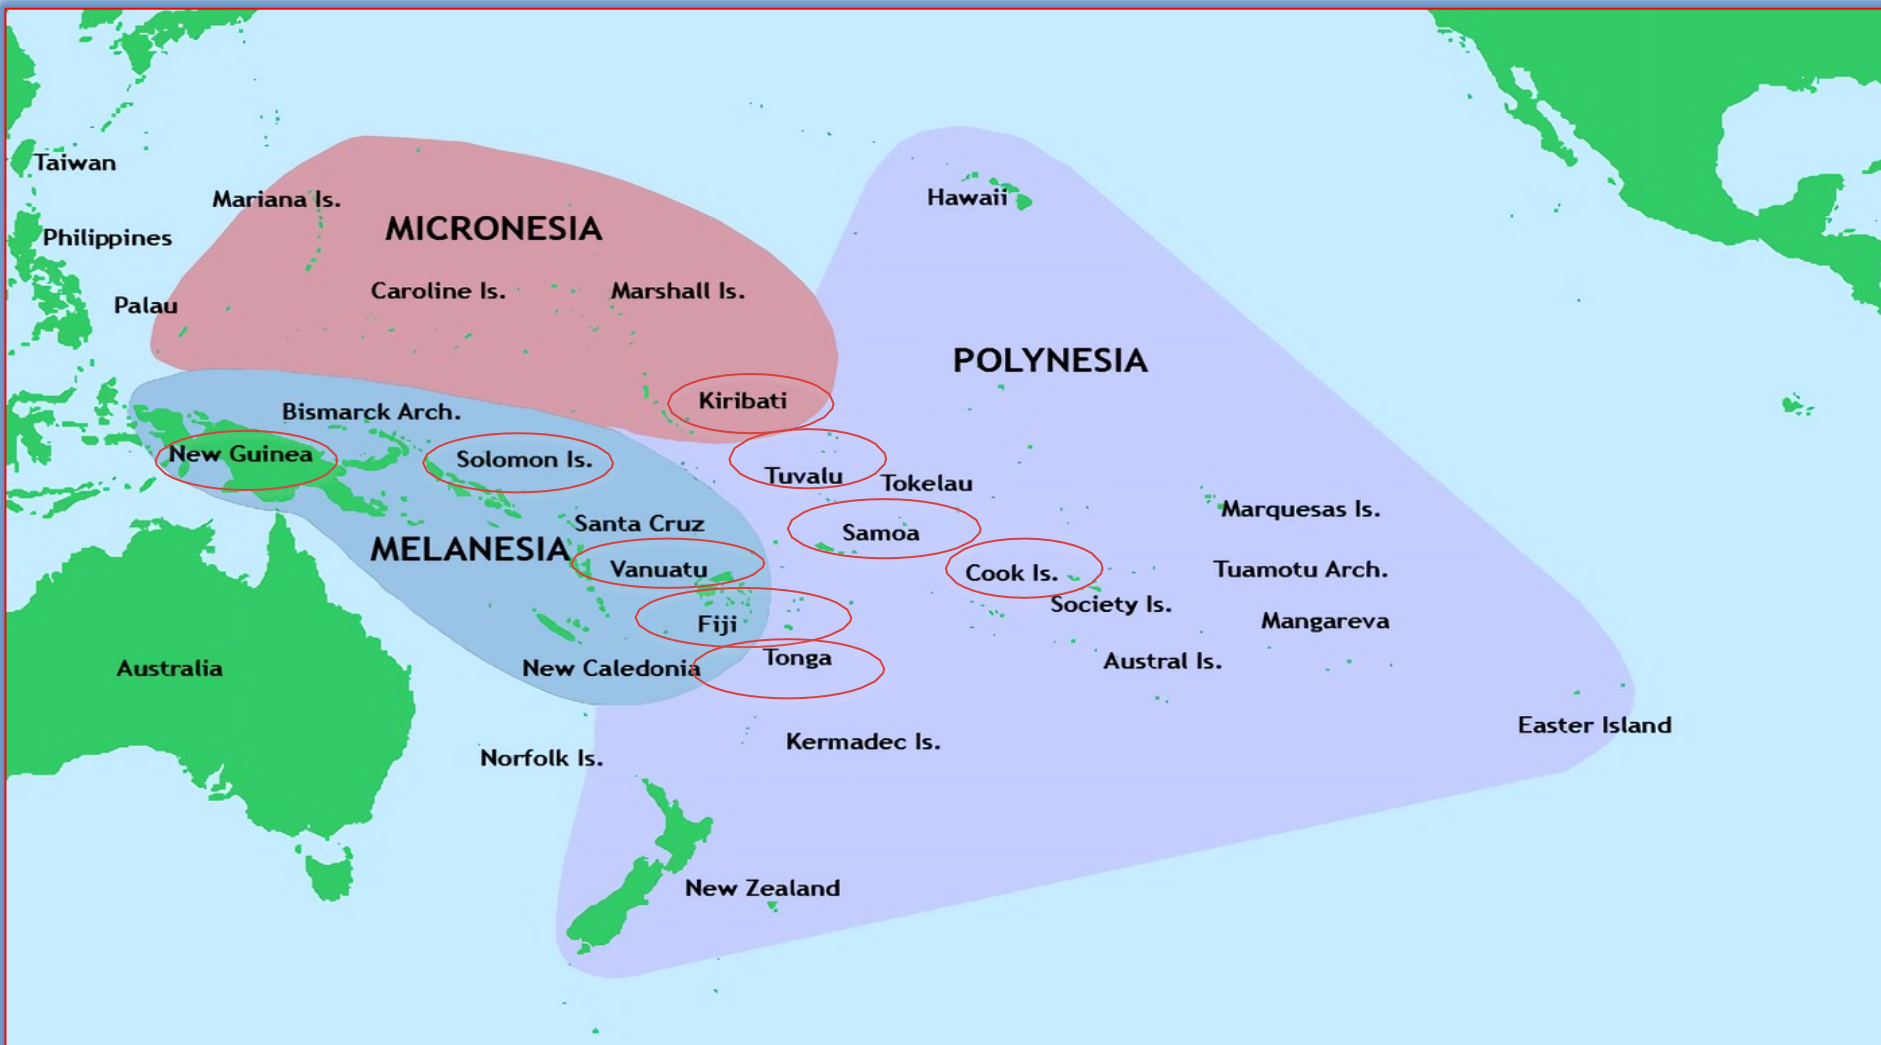 Taiwan
Hawaii
Mariana Is.
MICRONESIA
Philippines
Caroline Is.
Marshall Is.
Palau
POLYNESIA
Kiribati
Bismarck Arch.
New Guinea
Solomon Is.
Tuvalu
Tokelau
Marquesas Is.
Santa Cruz
Samoa
MELANESIA
Vanuatu
Cook Is.
Tuamotu Arch.
Society Is.
Fiji
Mangareva
Tonga
Austral Is.
Australia
New Caledonia
Easter Island
Kermadec Is.
Norfolk Is.
New Zealand